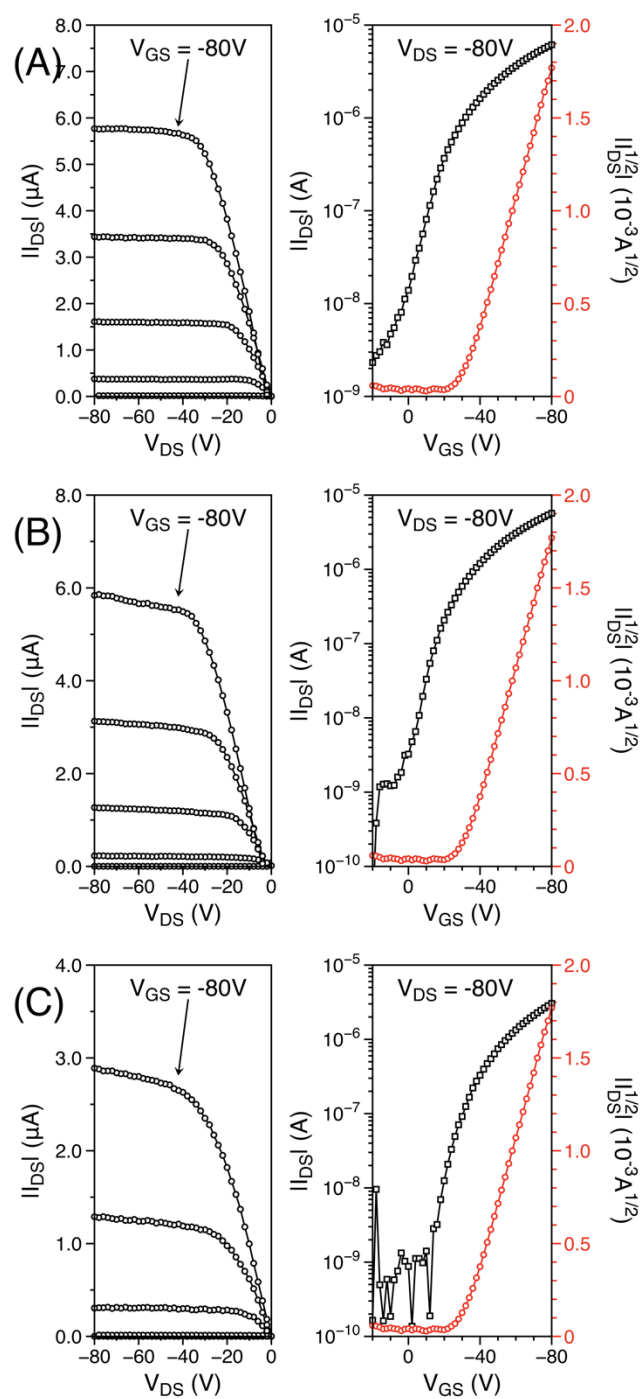 (A)
8.0
7.0
6.0
5.0
4.0
3.0
2.0
1.0
0.0
|I_DS| (µA)
V_GS = -80V
−80 −60 −40 −20 0
V_DS (V)
10^-5
10^-6
10^-7
10^-8
10^-9
|I_DS| (A)
V_DS = -80V
0 −40 −80
V_GS (V)
2.0
1.5
1.0
0.5
0
|I_DS^1/2| (10^-3 A^1/2)
(B)
8.0
6.0
4.0
2.0
0.0
|I_DS| (µA)
V_GS = -80V
−80 −60 −40 −20 0
V_DS (V)
10^-5
10^-6
10^-7
10^-8
10^-9
10^-10
|I_DS| (A)
V_DS = -80V
0 −40 −80
V_GS (V)
2.0
1.5
1.0
0.5
0
|I_DS^1/2| (10^-3 A^1/2)
(C)
4.0
3.0
2.0
1.0
0.0
|I_DS| (µA)
V_GS = -80V
−80 −60 −40 −20 0
V_DS (V)
10^-5
10^-6
10^-7
10^-8
10^-9
10^-10
|I_DS| (A)
V_DS = -80V
0 −40 −80
V_GS (V)
2.0
1.5
1.0
0.5
0
|I_DS^1/2| (10^-3 A^1/2)